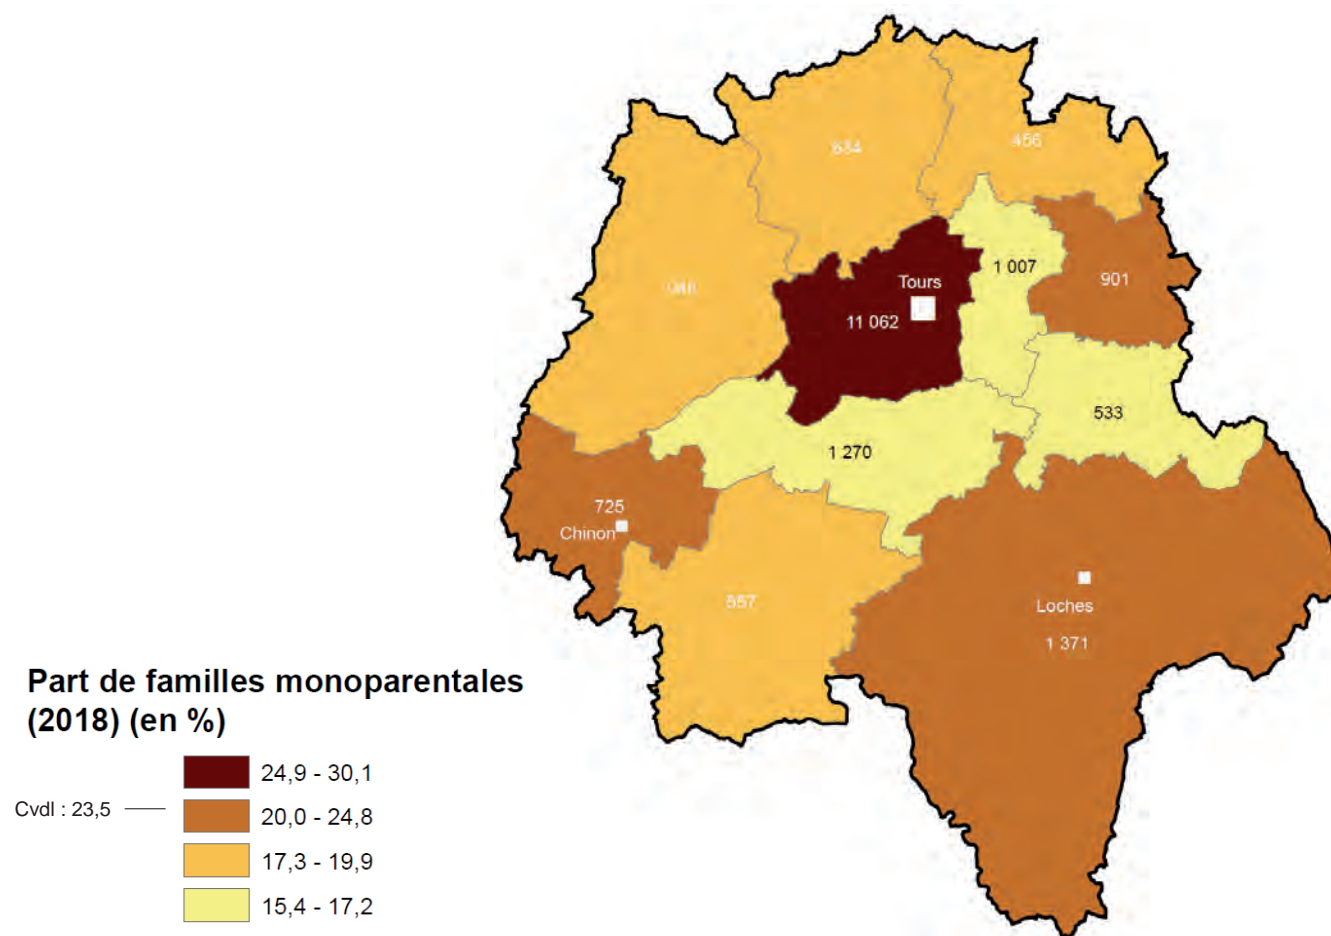 456
1 007
901
Tours
11 062
533
1 270
725
Chinon
557
Loches
1 371
Part de familles monoparentales
(2018) (en %)
24,9 - 30,1
Cvdl : 23,5
20,0 - 24,8
17,3 - 19,9
15,4 - 17,2